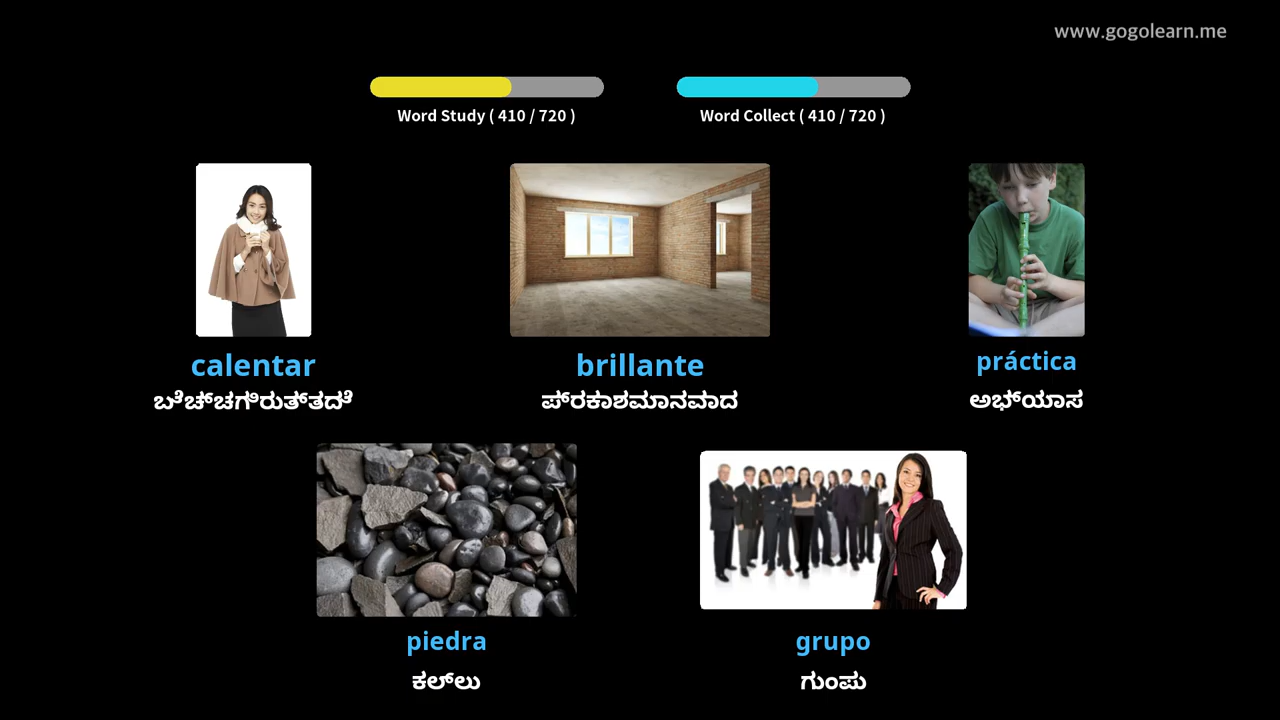 www.gogolearn.me
Word Study ( 410 / 720 )
Word Collect ( 410 / 720 )
calentar
ಬೆಚ್ಚಗಿರುತ್ತದೆ
brillante
ಪ್ರಕಾಶಮಾನವಾದ
práctica
ಅಭ್ಯಾಸ
piedra
ಕಲ್ಲು
grupo
ಗುಂಪು